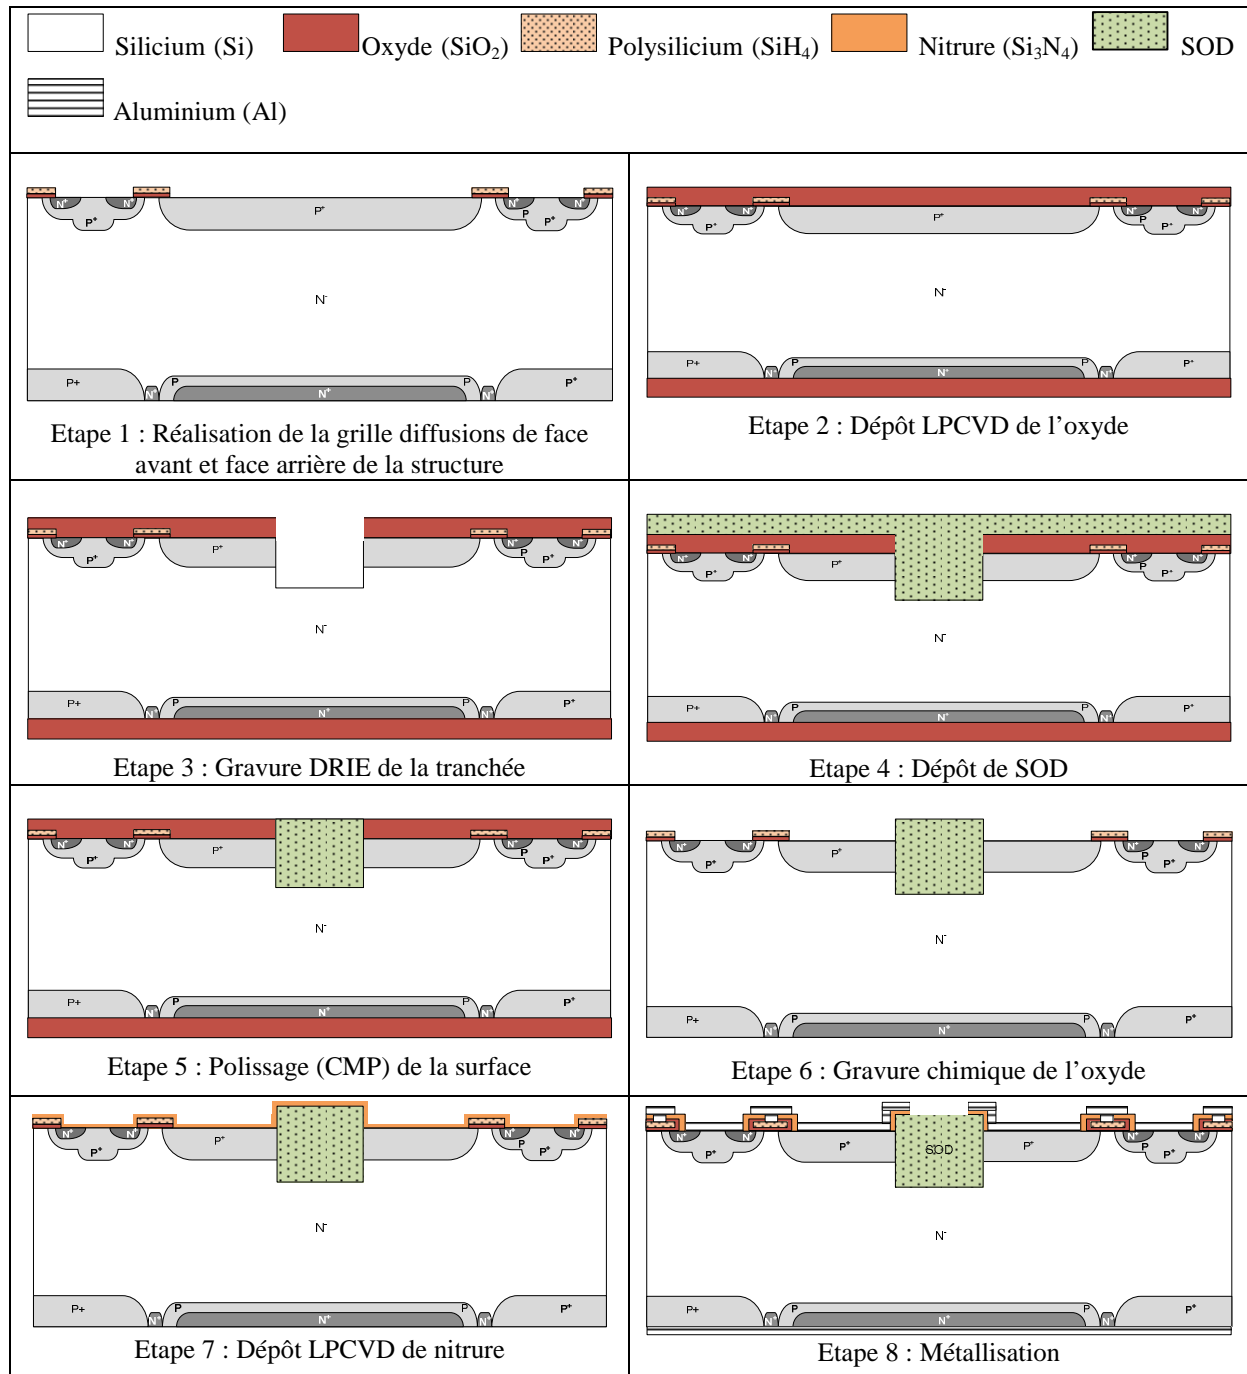 Silicium (Si) Oxyde (SiO₂) Polysilicium (SiH₄) Nitrure (Si₃N₄) SOD
Aluminium (Al)
N⁺ N⁺ P⁺ N⁺ N⁺
P
P⁺ P⁺
N⁻
P+ P P P⁺
N⁺ N⁺ N⁺
Etape 1 : Réalisation de la grille diffusions de face
avant et face arrière de la structure
N⁺ N⁺ P⁺ N⁺ N⁺
P
P⁺ P⁺
N⁻
P+ P P P⁺
N⁺ N⁺ N⁺
Etape 2 : Dépôt LPCVD de l’oxyde
N⁺ N⁺ P⁺ N⁺ N⁺
P
P⁺ P⁺
N⁻
P+ P P P⁺
N⁺ N⁺ N⁺
Etape 3 : Gravure DRIE de la tranchée
N⁺ N⁺ P⁺ N⁺ N⁺
P
P⁺ P⁺
N⁻
P+ P P P⁺
N⁺ N⁺ N⁺
Etape 4 : Dépôt de SOD
N⁺ N⁺ P⁺ N⁺ N⁺
P
P⁺ P⁺
N⁻
P+ P P P⁺
N⁺ N⁺ N⁺
Etape 5 : Polissage (CMP) de la surface
N⁺ N⁺ P⁺ N⁺ N⁺
P
P⁺ P⁺
N⁻
P+ P P P⁺
N⁺ N⁺ N⁺
Etape 6 : Gravure chimique de l’oxyde
N⁺ N⁺ P⁺ N⁺ N⁺
P
P⁺ P⁺
N⁻
P+ P P P⁺
N⁺ N⁺ N⁺
Etape 7 : Dépôt LPCVD de nitrure
N⁺ N⁺ P⁺ SOD P⁺ N⁺ N⁺
P
P⁺ P⁺
N⁻
P+ P P P⁺
N⁺ N⁺ N⁺
Etape 8 : Métallisation